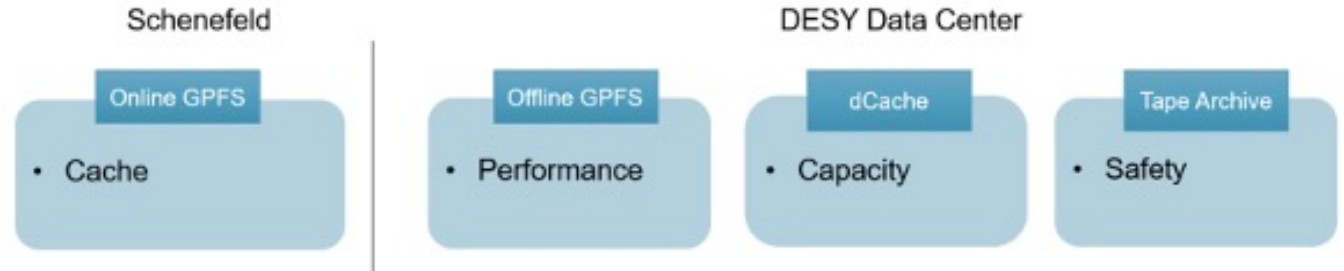 Schenefeld
DESY Data Center
Online GPFS
Offline GPFS
dCache
Tape Archive
• Cache
• Performance
• Capacity
• Safety